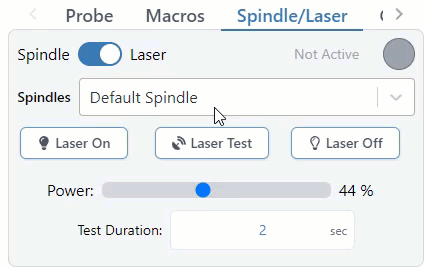 Probe Macros Spindle/Laser
Spindle Laser Not Active
Spindles Default Spindle
Laser On Laser Test Laser Off
Power: 44 %
Test Duration: 2 sec